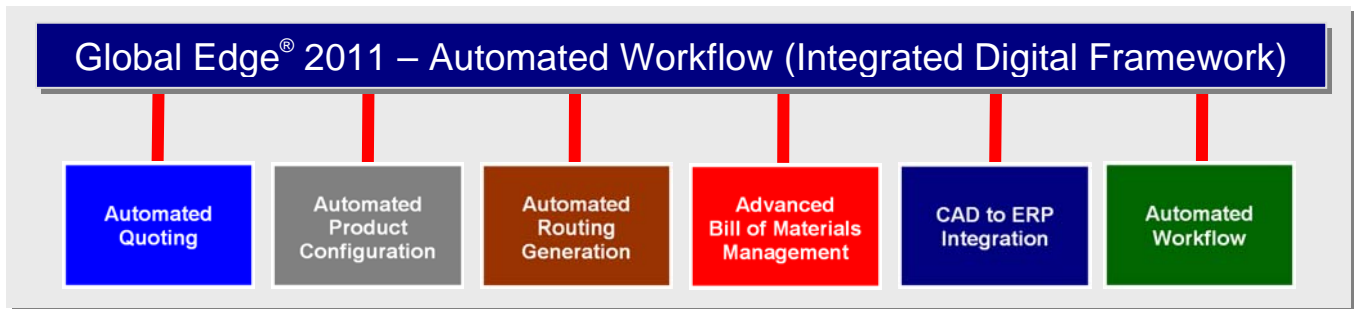 Global Edge® 2011 – Automated Workflow (Integrated Digital Framework)
Automated
Quoting
Automated
Product
Configuration
Automated
Routing
Generation
Advanced
Bill of Materials
Management
CAD to ERP
Integration
Automated
Workflow